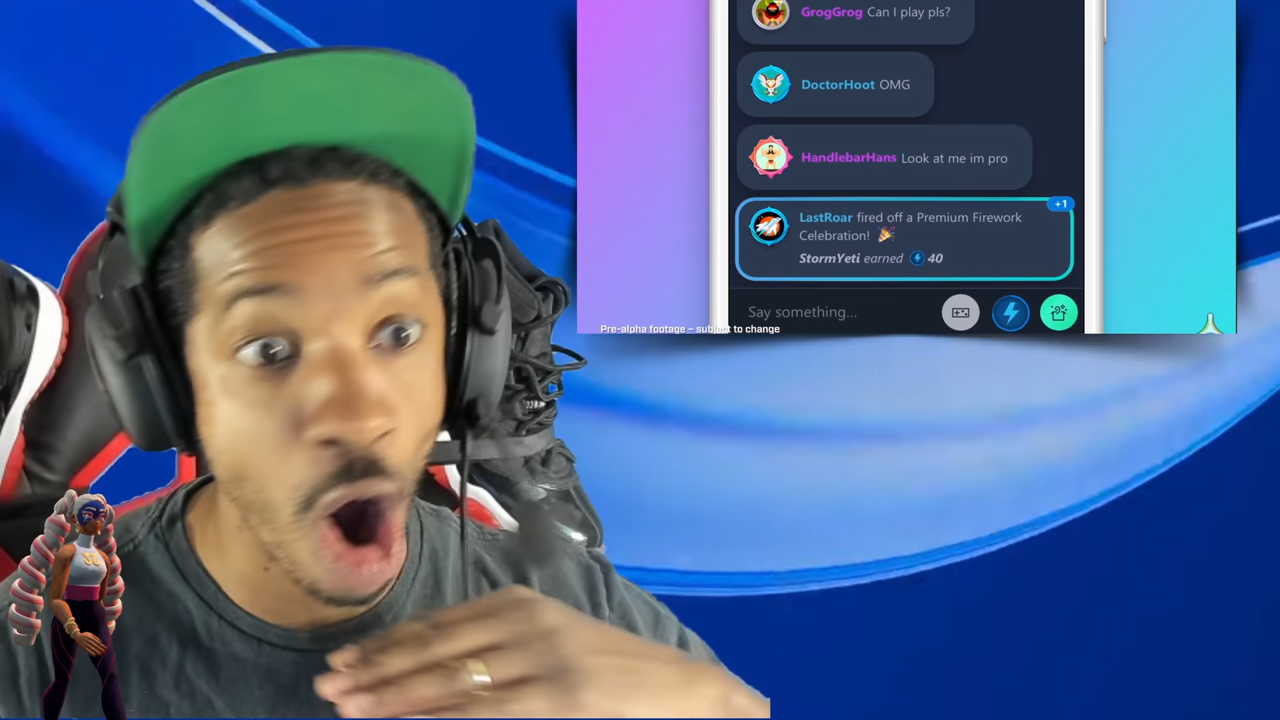 GrogGrog Can I play pls?
DoctorHoot OMG
HandlebarHans Look at me im pro
+1
LastRoar fired off a Premium Firework
Celebration! 🎉
StormYeti earned 40
Say something...
Pre-alpha footage – subject to change